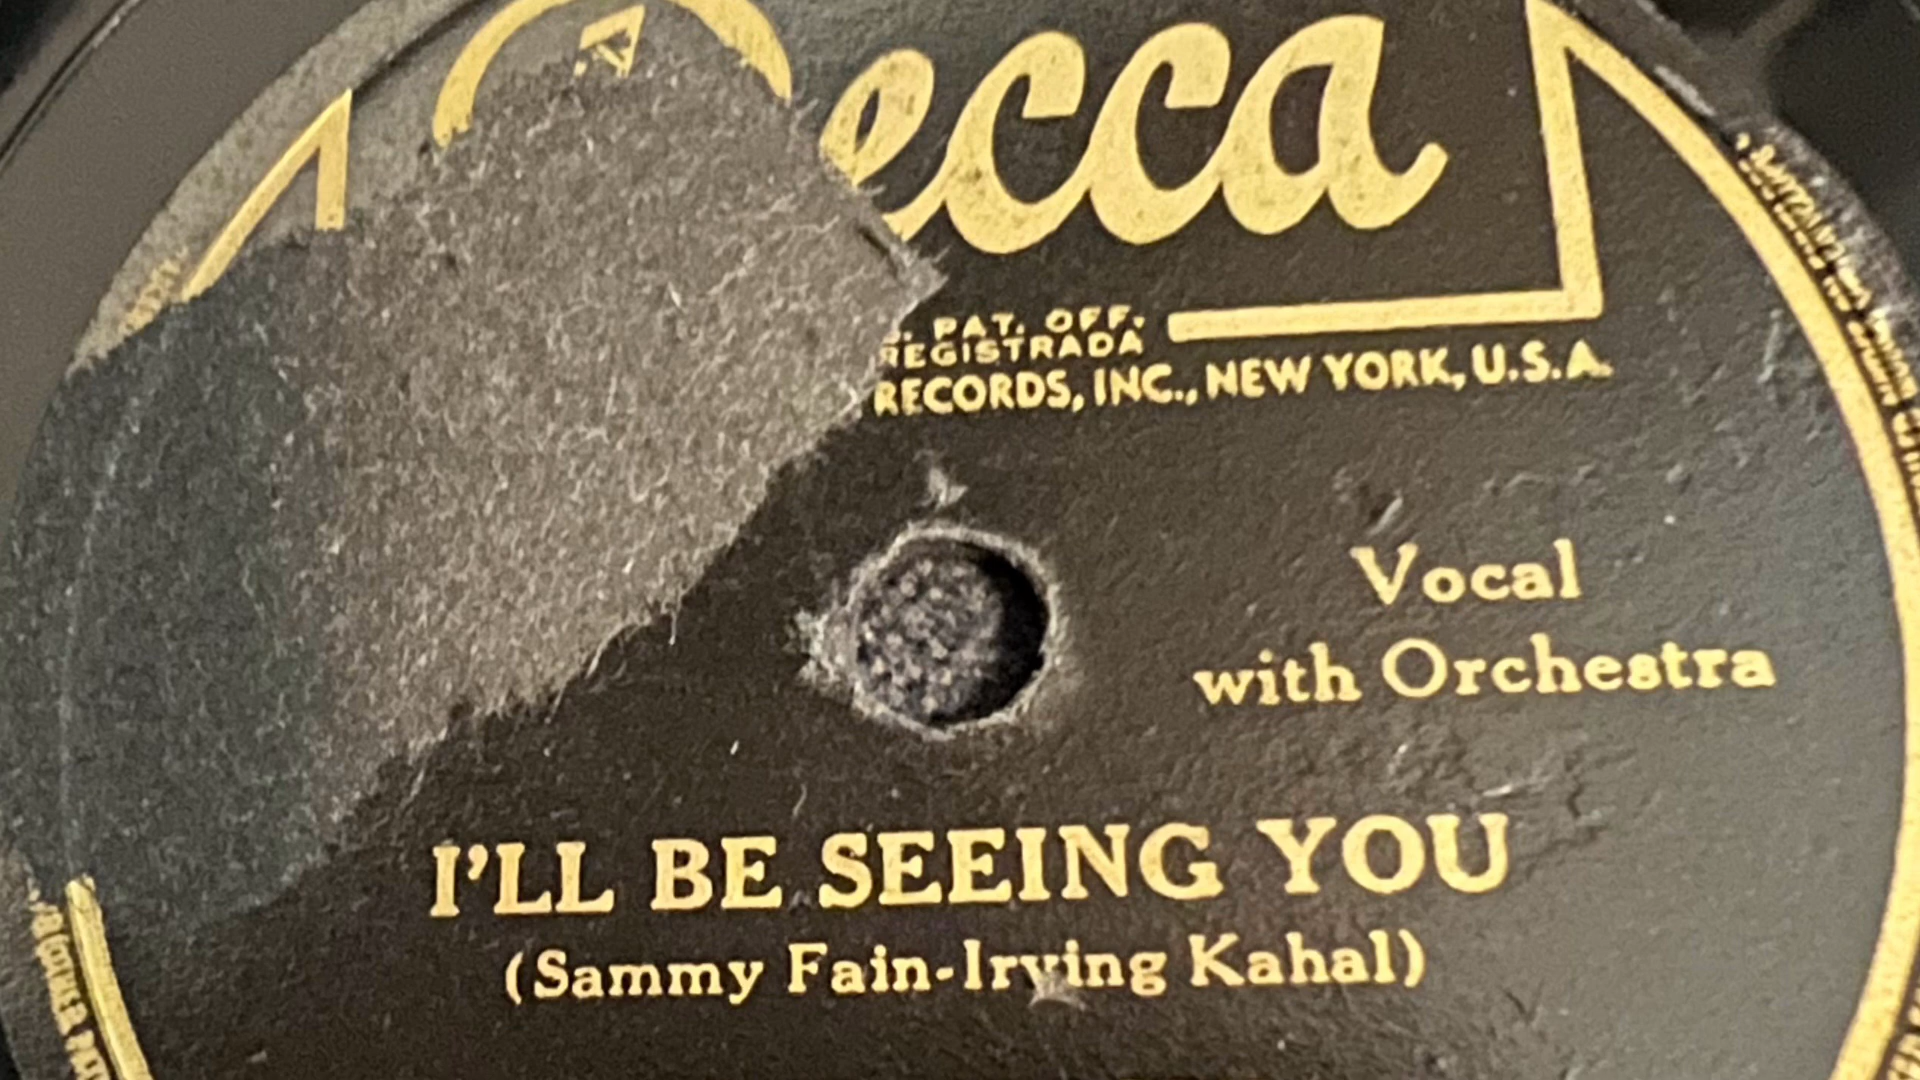 ecca
. PAT. OFF.
REGISTRADA
RECORDS, INC., NEW YORK, U.S.A.
Vocal
with Orchestra
I'LL BE SEEING YOU
(Sammy Fain-Irving Kahal)